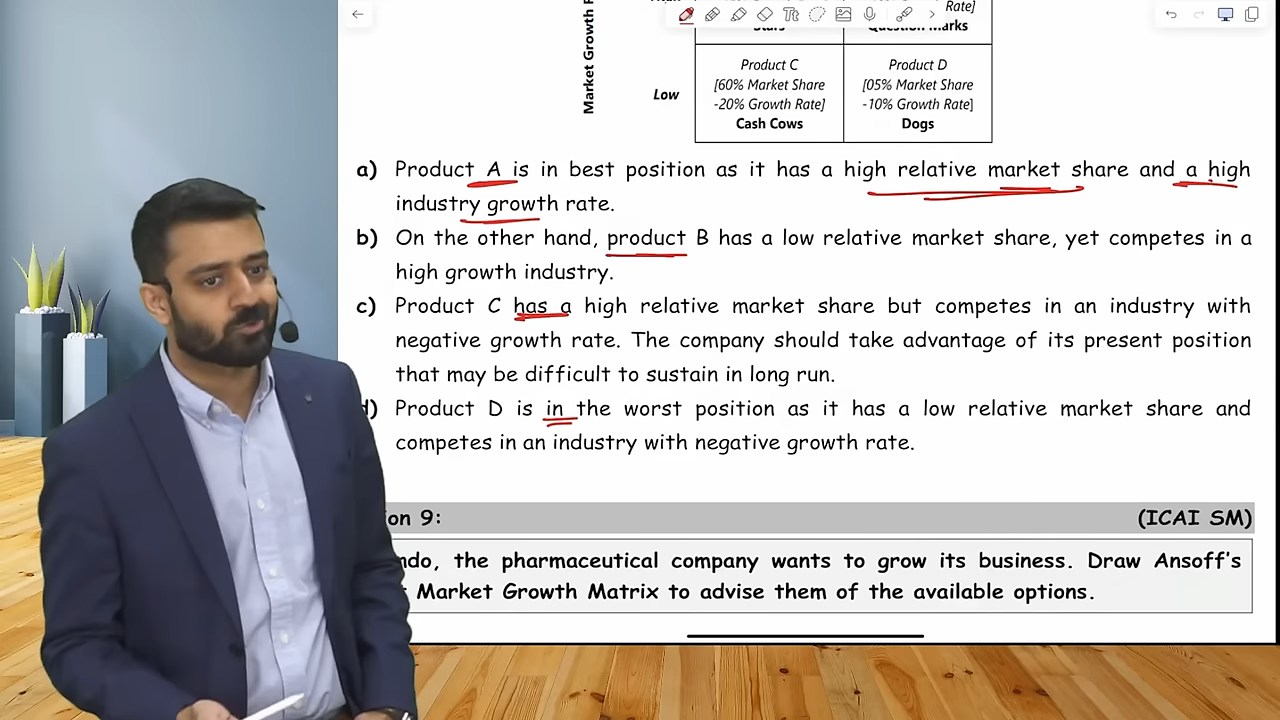 Rate]
Stars Question Marks
Market Growth
Low
Product C
[60% Market Share
-20% Growth Rate]
Cash Cows
Product D
[05% Market Share
-10% Growth Rate]
Dogs
a) Product A is in best position as it has a high relative market share and a high
industry growth rate.
b) On the other hand, product B has a low relative market share, yet competes in a
high growth industry.
c) Product C has a high relative market share but competes in an industry with
negative growth rate. The company should take advantage of its present position
that may be difficult to sustain in long run.
d) Product D is in the worst position as it has a low relative market share and
competes in an industry with negative growth rate.
on 9: (ICAI SM)
ndo, the pharmaceutical company wants to grow its business. Draw Ansoff's
Market Growth Matrix to advise them of the available options.